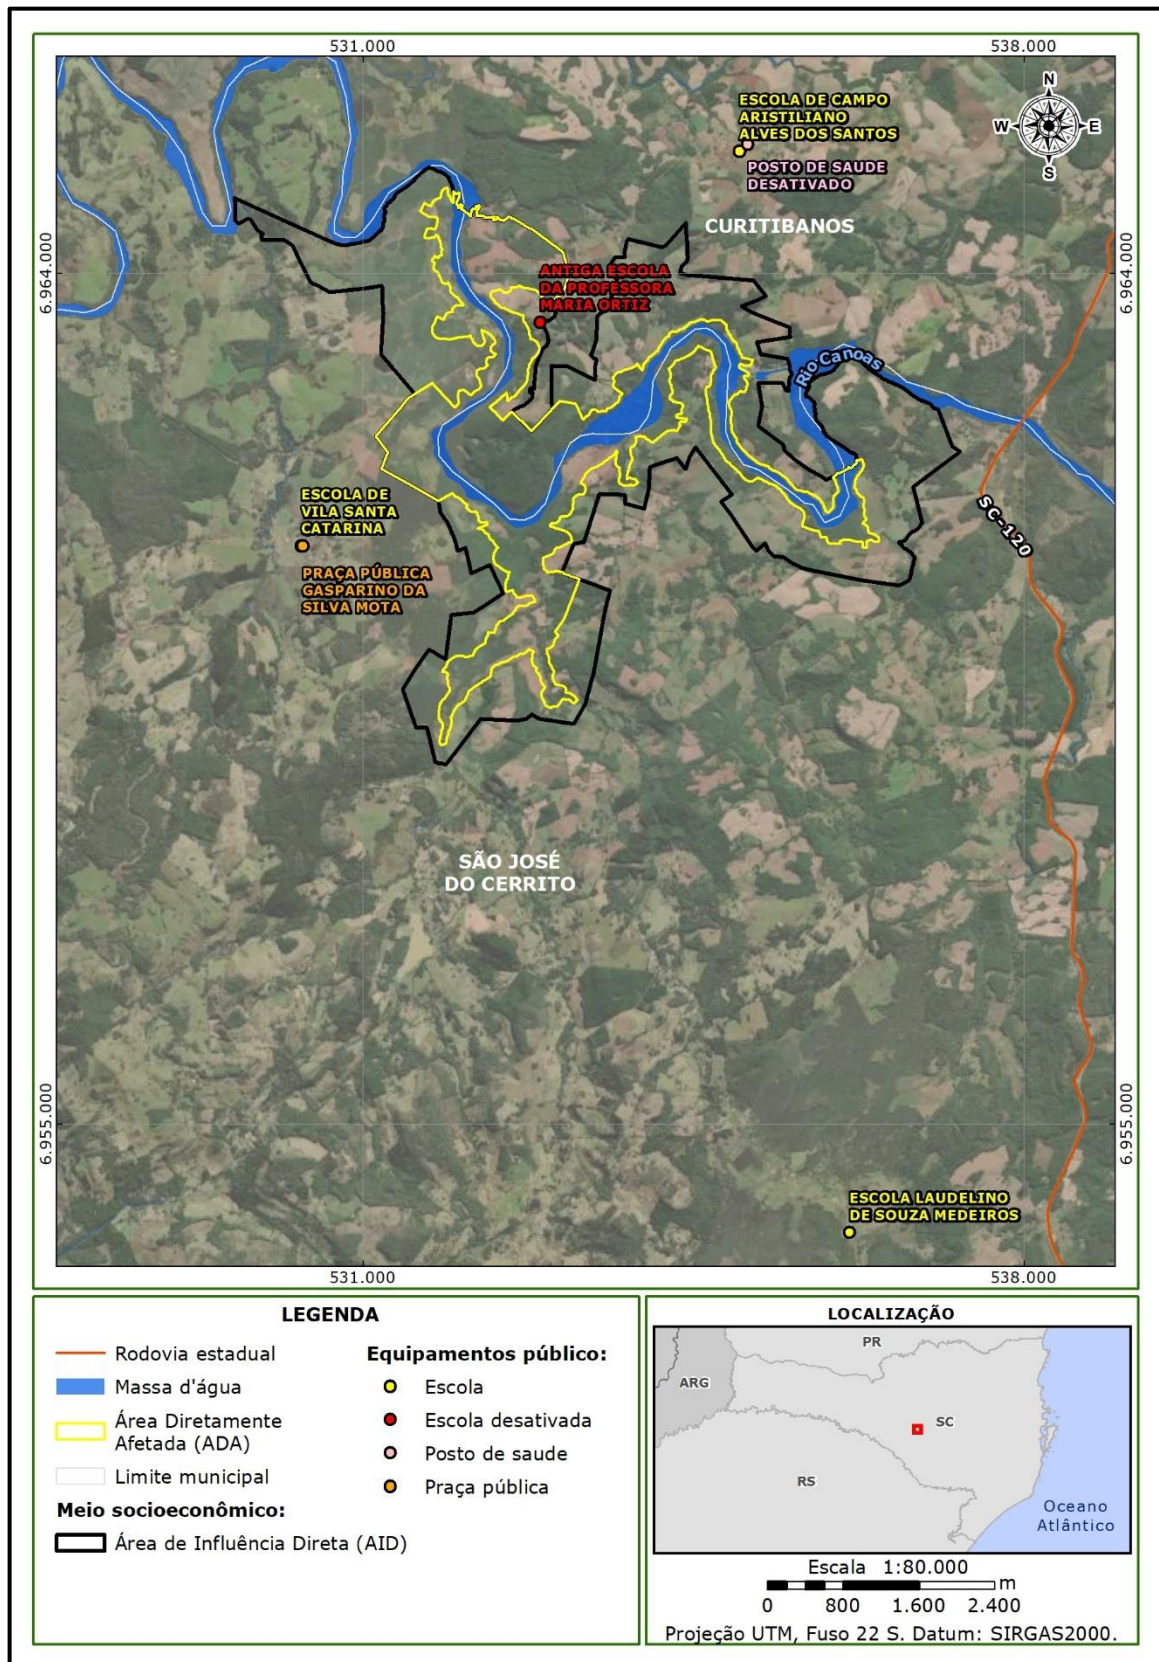 531.000
538.000
N
W
E
S
ESCOLA DE CAMPO
ARISTILIANO
ALVES DOS SANTOS
POSTO DE SAUDE
DESATIVADO
CURITIBANOS
6.964.000
6.964.000
ANTIGA ESCOLA
DA PROFESSORA
MARIA ORTIZ
Rio Canoas
ESCOLA DE
VILA SANTA
CATARINA
SC-120
PRAÇA PÚBLICA
GASPARINO DA
SILVA MOTA
SÃO JOSÉ
DO CERRITO
6.955.000
6.955.000
ESCOLA LAUDELINO
DE SOUZA MEDEIROS
531.000
538.000
LEGENDA
Rodovia estadual
Massa d'água
Área Diretamente
Afetada (ADA)
Limite municipal
Meio socioeconômico:
Área de Influência Direta (AID)
Equipamentos público:
Escola
Escola desativada
Posto de saude
Praça pública
LOCALIZAÇÃO
PR
ARG
SC
RS
Oceano
Atlântico
Escala 1:80.000
m
0 800 1.600 2.400
Projeção UTM, Fuso 22 S. Datum: SIRGAS2000.